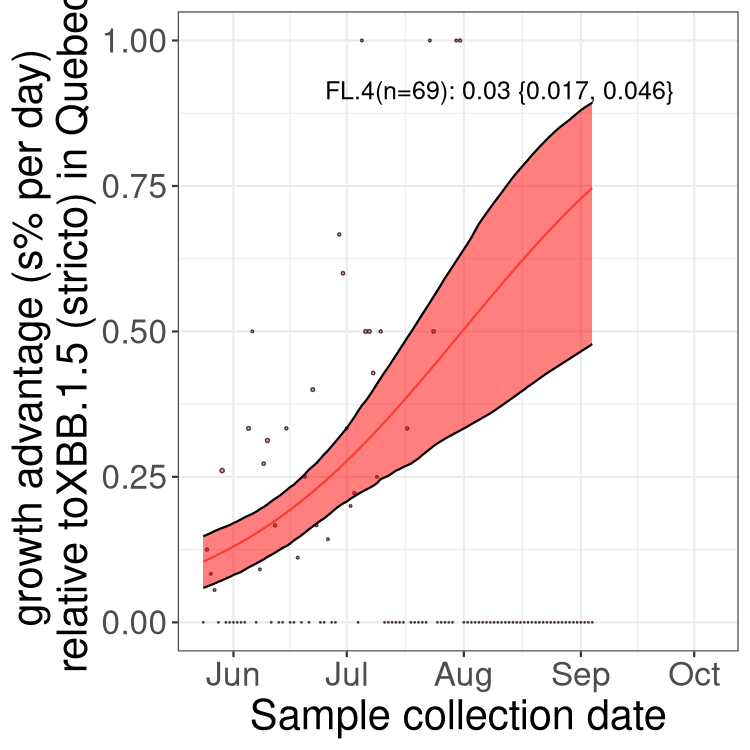 growth advantage (s% per day)
relative toXBB.1.5 (stricto) in Quebec
1.00
0.75
0.50
0.25
0.00
FL.4(n=69): 0.03 {0.017, 0.046}
Jun Jul Aug Sep Oct
Sample collection date